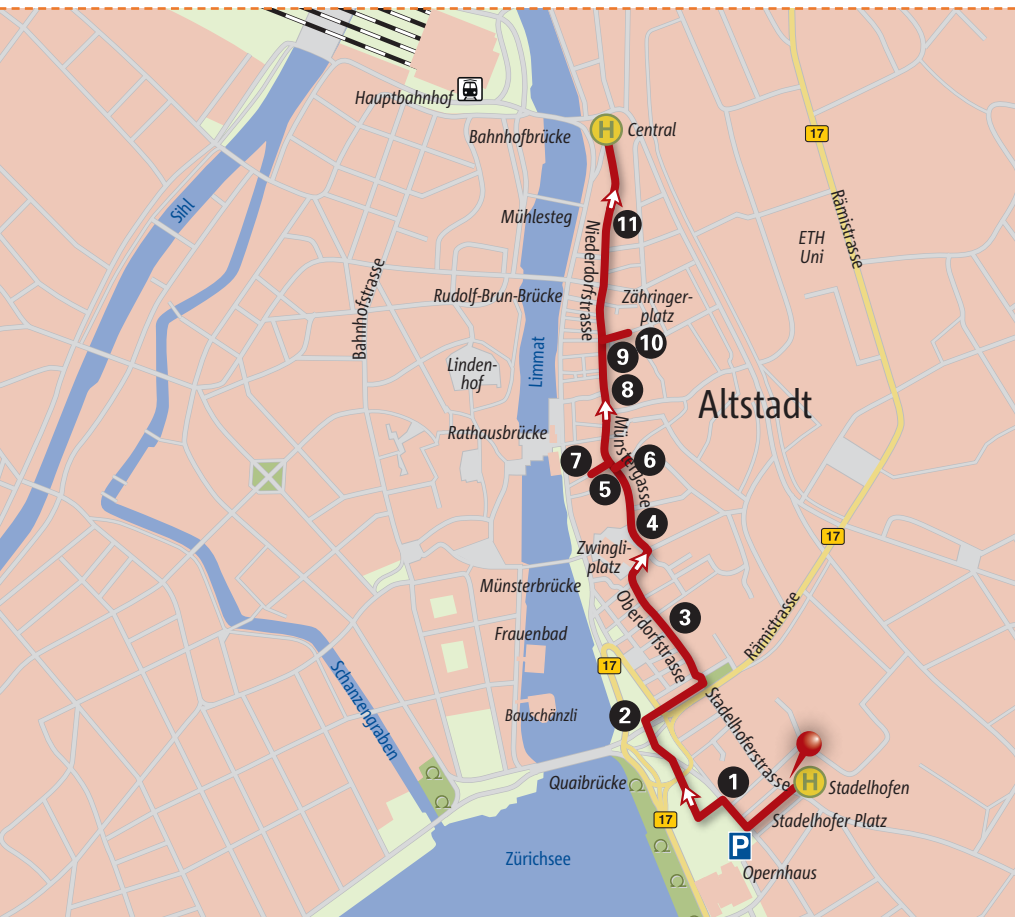 Hauptbahnhof
Bahnhofbrücke
H
Central
17
Sihl
Mühlesteg
11
Rämistrasse
ETH
Uni
Niederdorfstrasse
Bahnhofstrasse
Rudolf-Brun-Brücke
Zähringer-
platz
10
9
Limmat
Linden-
hof
8
Altstadt
Rathausbrücke
Münstergasse
7
6
5
4
17
Zwingli-
platz
Münsterbrücke
Oberdorfstrasse
3
Rämistrasse
Frauenbad
17
Schanzengraben
Bauschänzli
2
Stadelhoferstrasse
Quaibrücke
1
H
Stadelhofen
17
Stadelhofer Platz
P
Zürichsee
Opernhaus